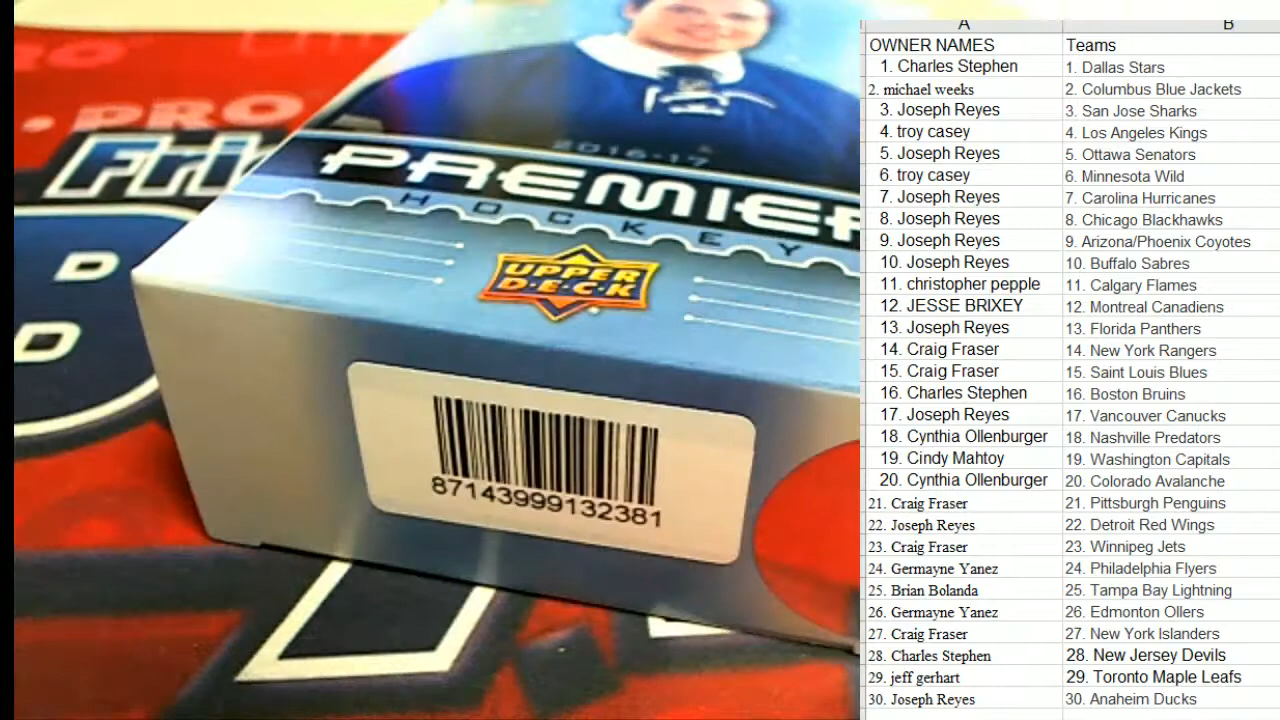 PRO
Fri
D
D
2016-17
PREMIER
HOCKEY
UPPER
D·E·C·K
87143999132381
A B
OWNER NAMES Teams
1. Charles Stephen 1. Dallas Stars
2. michael weeks 2. Columbus Blue Jackets
3. Joseph Reyes 3. San Jose Sharks
4. troy casey 4. Los Angeles Kings
5. Joseph Reyes 5. Ottawa Senators
6. troy casey 6. Minnesota Wild
7. Joseph Reyes 7. Carolina Hurricanes
8. Joseph Reyes 8. Chicago Blackhawks
9. Joseph Reyes 9. Arizona/Phoenix Coyotes
10. Joseph Reyes 10. Buffalo Sabres
11. christopher pepple 11. Calgary Flames
12. JESSE BRIXEY 12. Montreal Canadiens
13. Joseph Reyes 13. Florida Panthers
14. Craig Fraser 14. New York Rangers
15. Craig Fraser 15. Saint Louis Blues
16. Charles Stephen 16. Boston Bruins
17. Joseph Reyes 17. Vancouver Canucks
18. Cynthia Ollenburger 18. Nashville Predators
19. Cindy Mahtoy 19. Washington Capitals
20. Cynthia Ollenburger 20. Colorado Avalanche
21. Craig Fraser 21. Pittsburgh Penguins
22. Joseph Reyes 22. Detroit Red Wings
23. Craig Fraser 23. Winnipeg Jets
24. Germayne Yanez 24. Philadelphia Flyers
25. Brian Bolanda 25. Tampa Bay Lightning
26. Germayne Yanez 26. Edmonton Ollers
27. Craig Fraser 27. New York Islanders
28. Charles Stephen 28. New Jersey Devils
29. jeff gerhart 29. Toronto Maple Leafs
30. Joseph Reyes 30. Anaheim Ducks